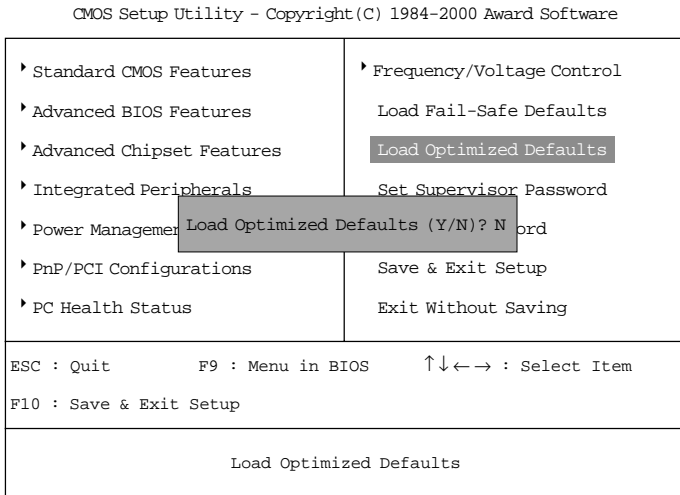 CMOS Setup Utility - Copyright(C) 1984-2000 Award Software
Standard CMOS Features
Advanced BIOS Features
Advanced Chipset Features
Integrated Peripherals
Power Managemen
PnP/PCI Configurations
PC Health Status
Frequency/Voltage Control
Load Fail-Safe Defaults
Load Optimized Defaults
Set Supervisor Password
ord
Save & Exit Setup
Exit Without Saving
Load Optimized Defaults (Y/N)? N
ESC : Quit F9 : Menu in BIOS ↑↓←→ : Select Item
F10 : Save & Exit Setup
Load Optimized Defaults